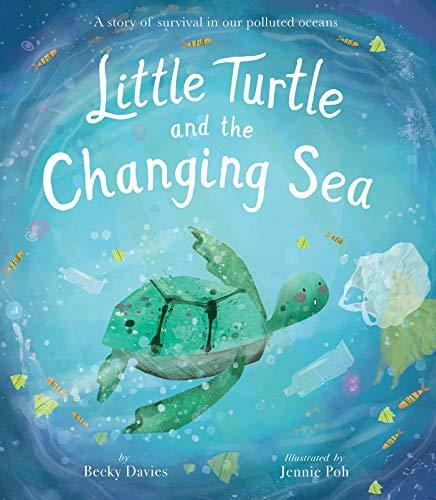 A story of survival in our polluted oceans
Little Turtle
and the
Changing Sea
by
Becky Davies
Illustrated by
Jennie Poh